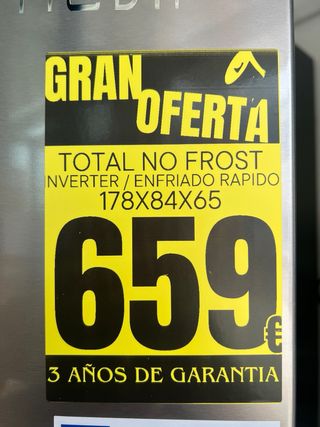 GRAN
OFERTA
TOTAL NO FROST
INVERTER / ENFRIADO RAPIDO
178X84X65
659€
3 AÑOS DE GARANTIA